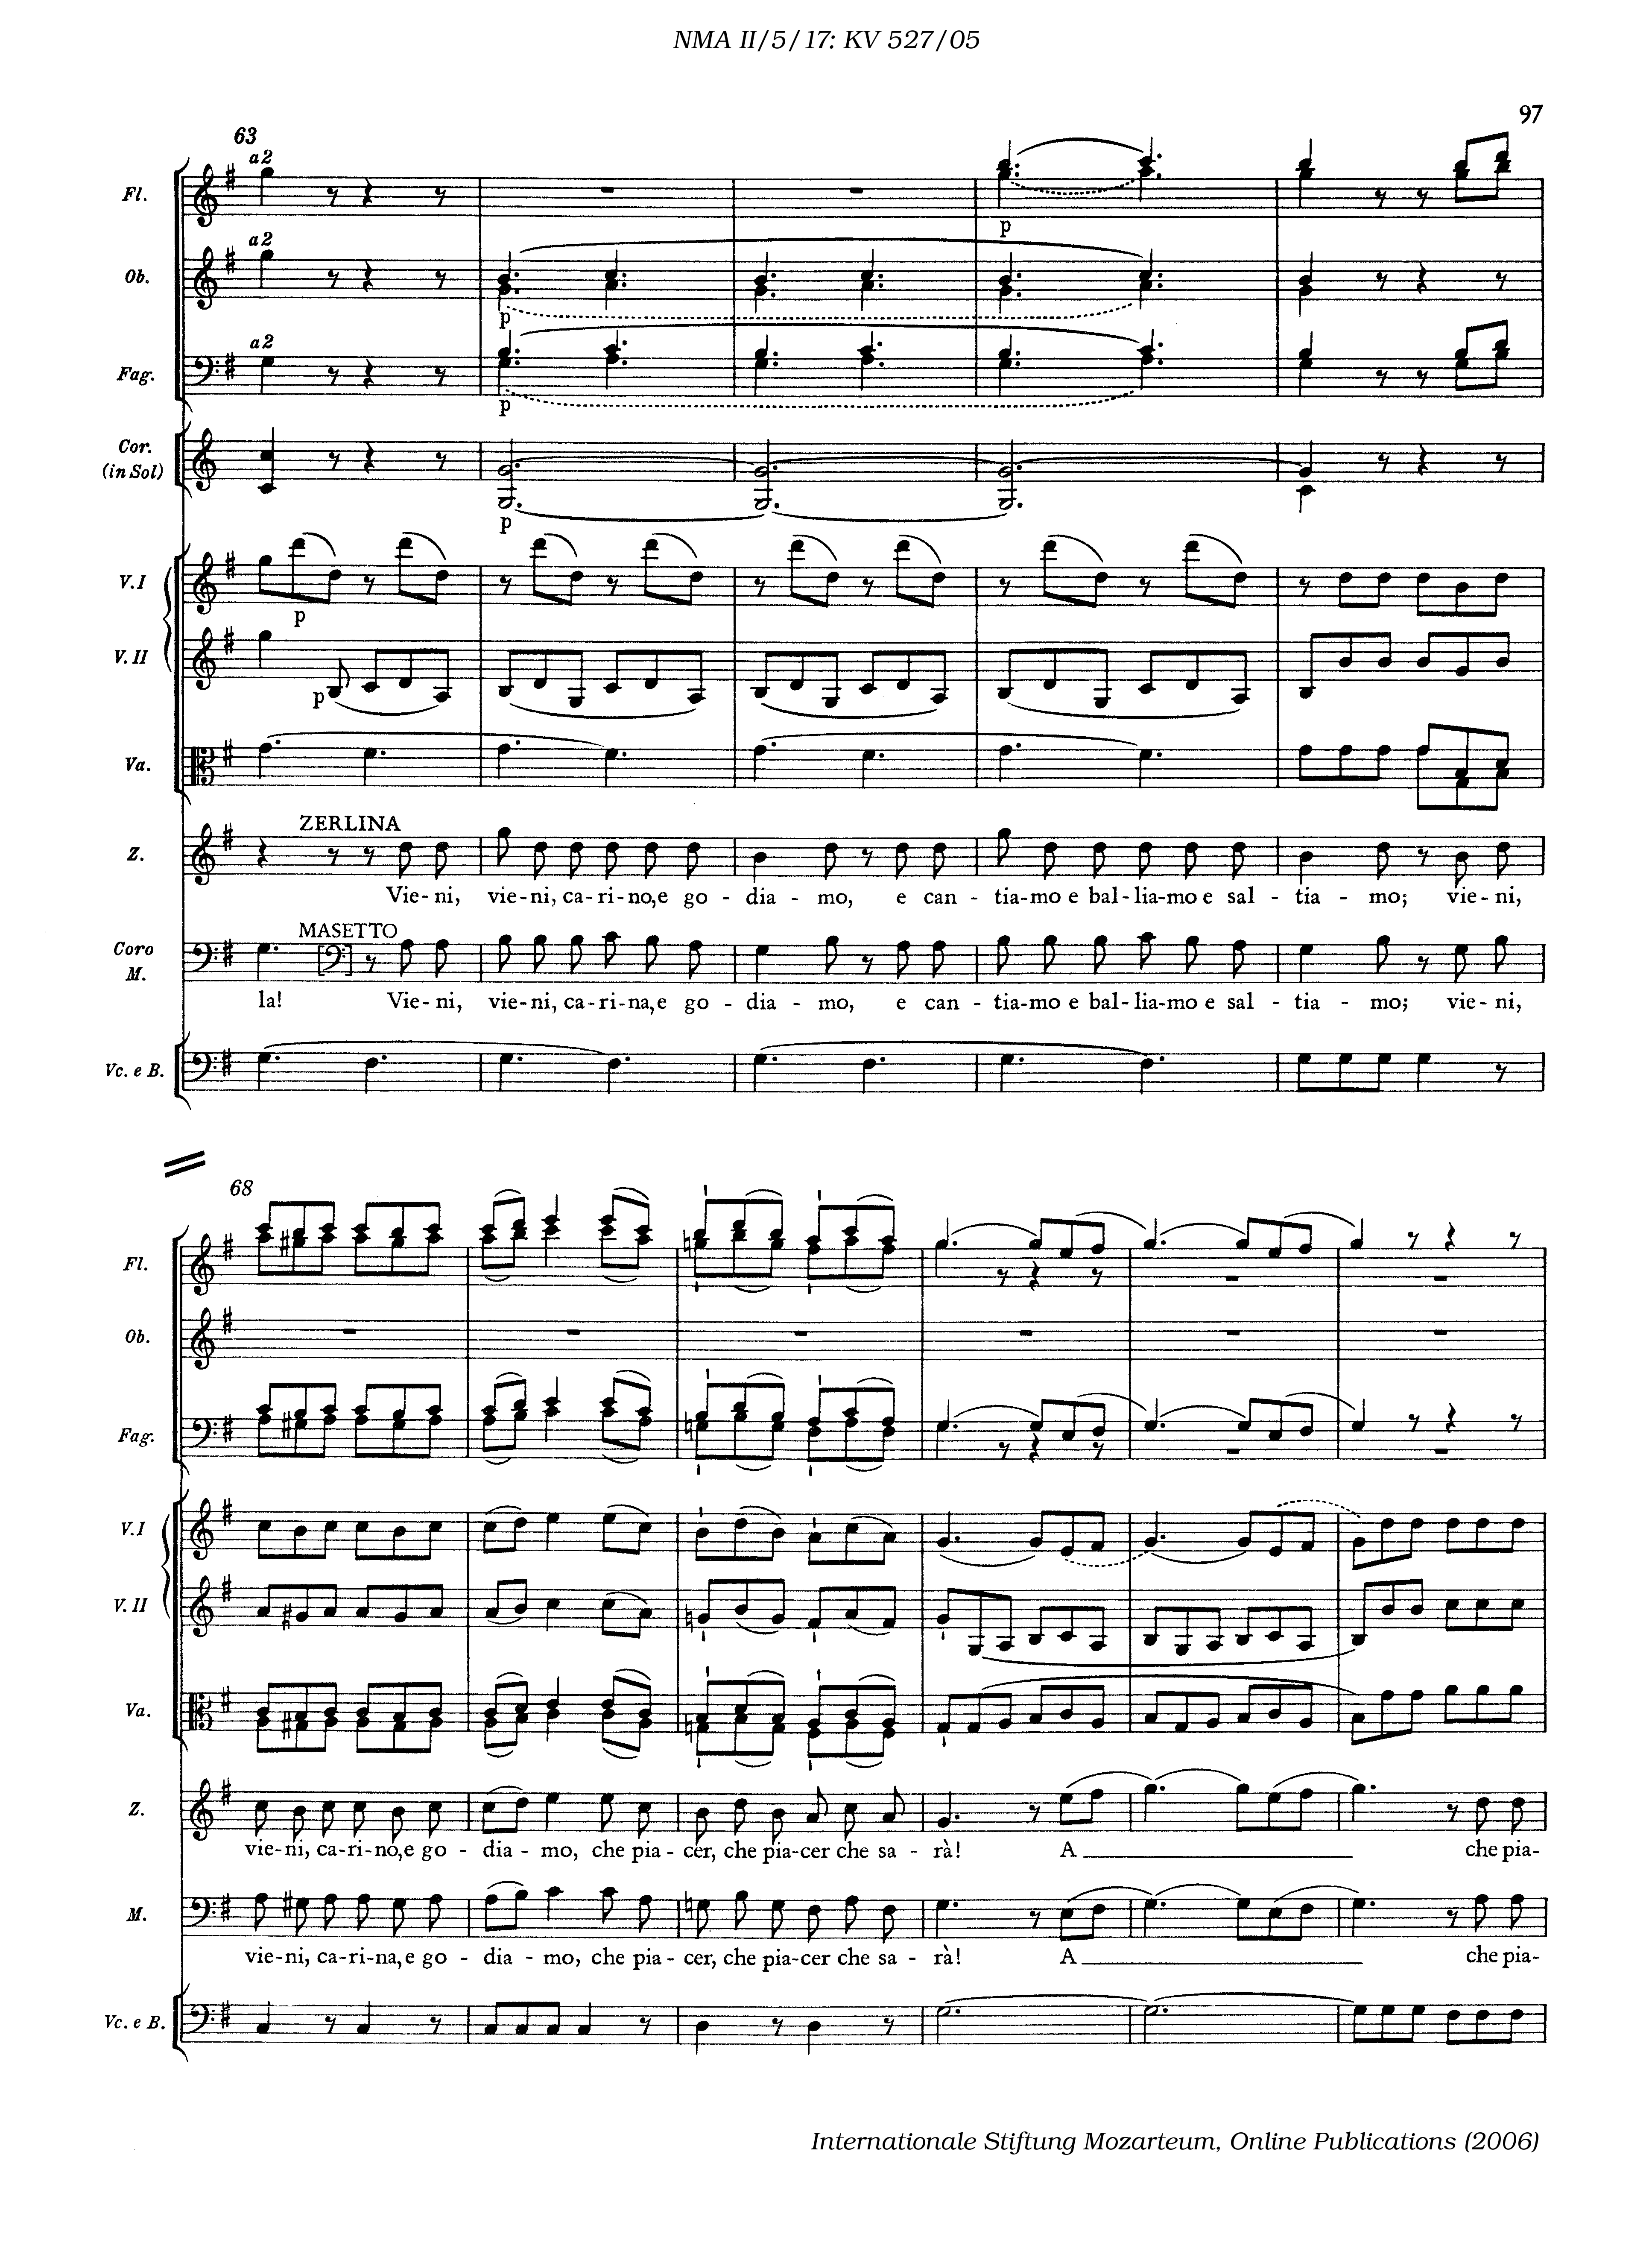 NMA II/5/17: KV 527/05
97
63
a2
Fl.
p
a2
Ob.
p
a2
Fag.
p
Cor.
(in Sol)
p
V.I
p
V. II
p
Va.
ZERLINA
Z.
Vie - ni, vie - ni, ca - ri - no, e go - dia - mo, e can - tia - mo e bal - lia - mo e sal - tia - mo; vie - ni,
MASETTO
Coro
M.
la! Vie - ni, vie - ni, ca - ri - na, e go - dia - mo, e can - tia - mo e bal - lia - mo e sal - tia - mo; vie - ni,
Vc. e B.
68
Fl.
Ob.
Fag.
V.I
V. II
Va.
Z.
vie - ni, ca - ri - no, e go - dia - mo, che pia - cer, che pia - cer che sa - rà! A che pia-
M.
vie - ni, ca - ri - na, e go - dia - mo, che pia - cer, che pia - cer che sa - rà! A che pia-
Vc. e B.
Internationale Stiftung Mozarteum, Online Publications (2006)